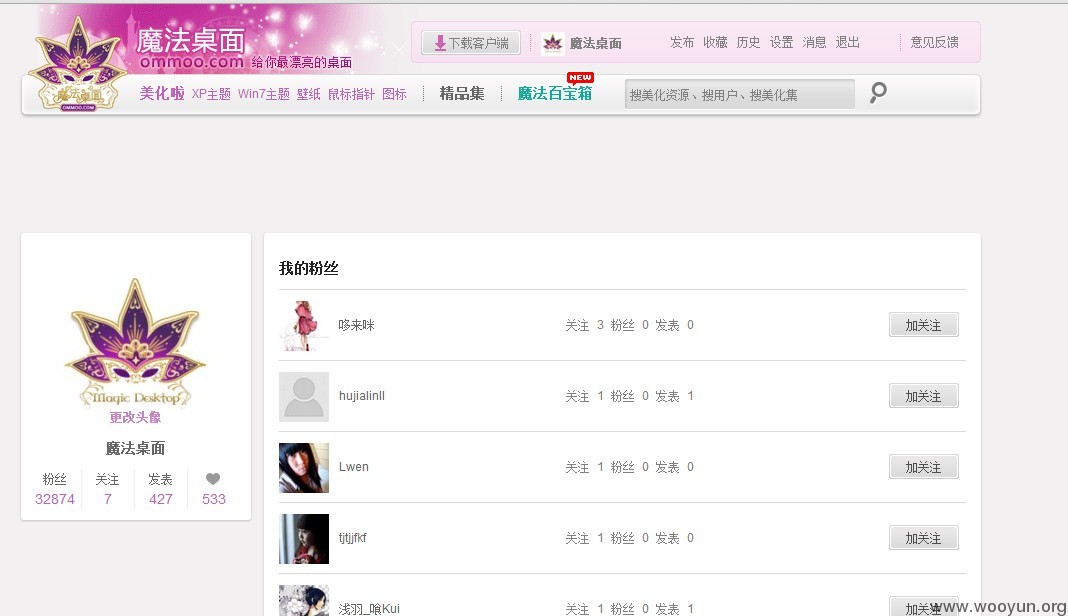 魔法桌面
ommoo.com 给你最漂亮的桌面
下载客户端 魔法桌面 发布 收藏 历史 设置 消息 退出 意见反馈
魔法桌面
OMMOO.COM
美化啦 XP主题 Win7主题 壁纸 鼠标指针 图标 精品集 魔法百宝箱 NEW 搜美化资源、搜用户、搜美化集
Magic Desktop
更改头像
魔法桌面
粉丝 关注 发表
32874 7 427 533
我的粉丝
哆来咪 关注 3 粉丝 0 发表 0 加关注
hujialinll 关注 1 粉丝 0 发表 1 加关注
Lwen 关注 1 粉丝 0 发表 0 加关注
tjtjjfkf 关注 1 粉丝 0 发表 0 加关注
关注 1 粉丝 0 发表 1 加关注
www.wooyun.org